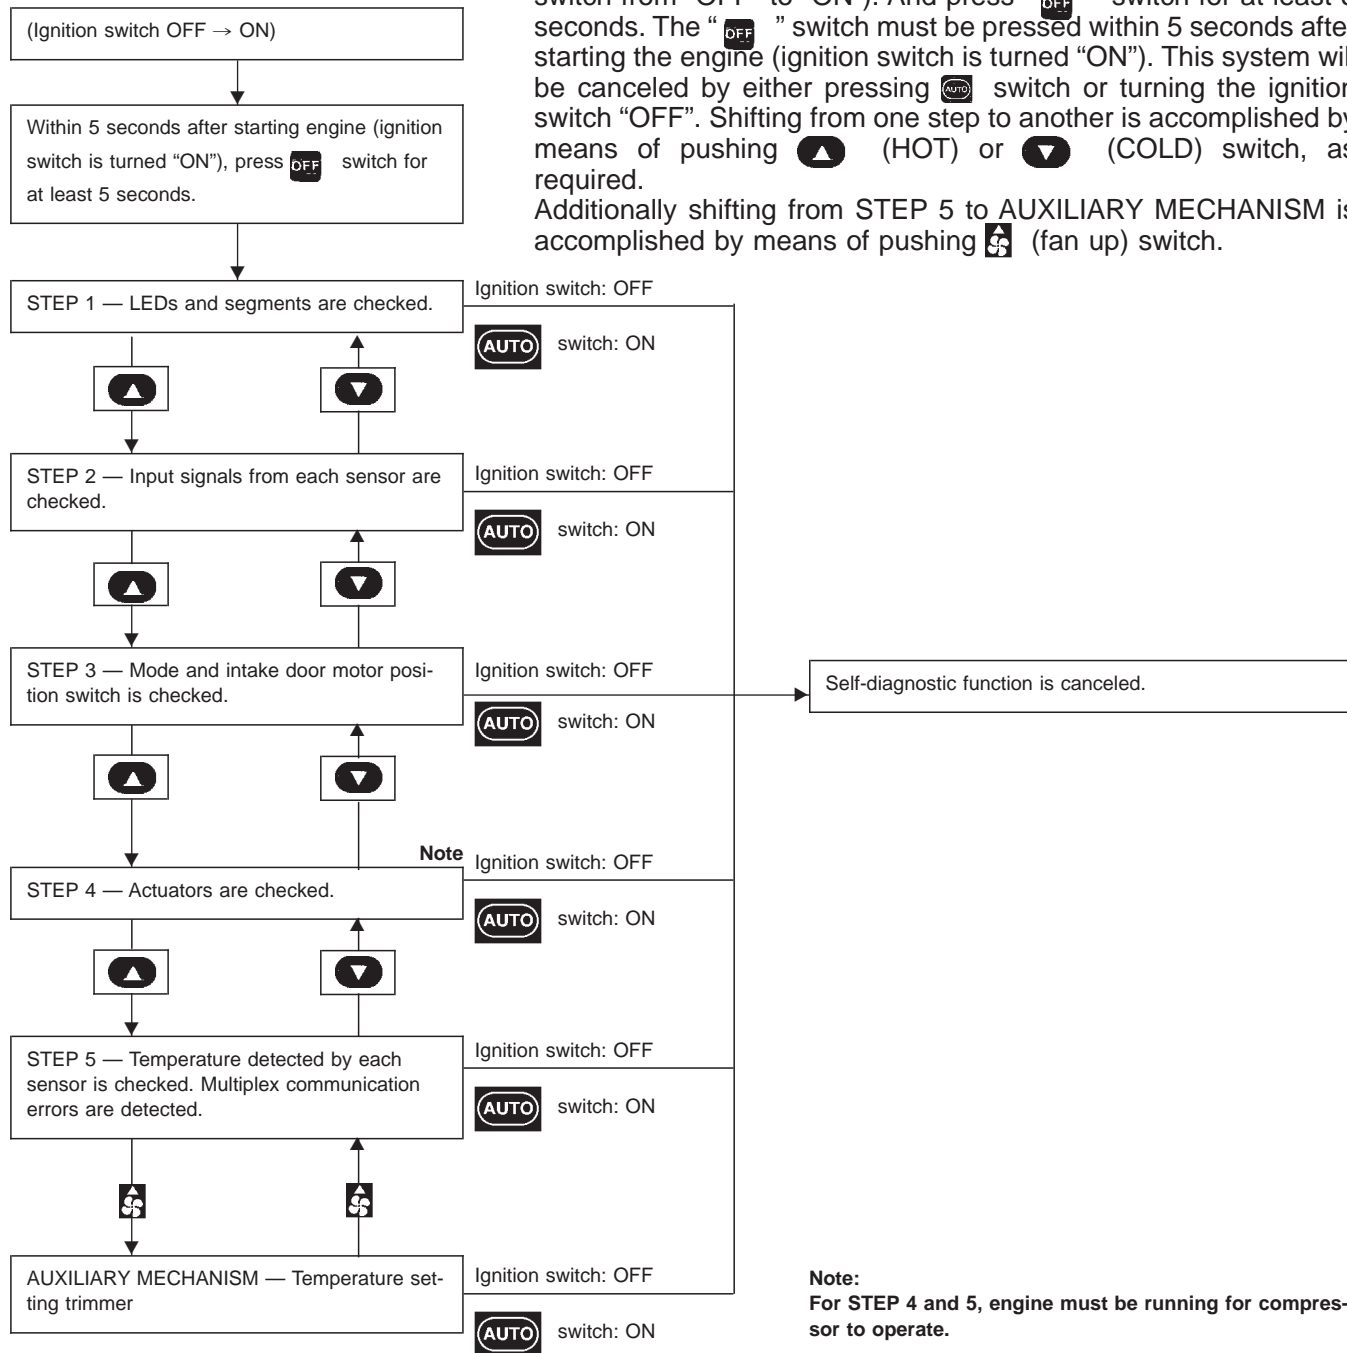 (Ignition switch OFF → ON)
switch from “OFF” to “ON”). And press “ OFF ” switch for at least
seconds. The “ OFF ” switch must be pressed within 5 seconds afte
starting the engine (ignition switch is turned “ON”). This system wil
be canceled by either pressing AUTO switch or turning the ignition
switch “OFF”. Shifting from one step to another is accomplished by
means of pushing (HOT) or (COLD) switch, as
required.
Additionally shifting from STEP 5 to AUXILIARY MECHANISM is
accomplished by means of pushing (fan up) switch.
Within 5 seconds after starting engine (ignition
switch is turned “ON”), press OFF switch for
at least 5 seconds.
STEP 1 — LEDs and segments are checked.
Ignition switch: OFF
AUTO switch: ON
STEP 2 — Input signals from each sensor are
checked.
Ignition switch: OFF
AUTO switch: ON
STEP 3 — Mode and intake door motor posi-
tion switch is checked.
Ignition switch: OFF
AUTO switch: ON
Self-diagnostic function is canceled.
Note
STEP 4 — Actuators are checked.
Ignition switch: OFF
AUTO switch: ON
STEP 5 — Temperature detected by each
sensor is checked. Multiplex communication
errors are detected.
Ignition switch: OFF
AUTO switch: ON
AUXILIARY MECHANISM — Temperature set-
ting trimmer
Ignition switch: OFF
AUTO switch: ON
Note:
For STEP 4 and 5, engine must be running for compres-
sor to operate.